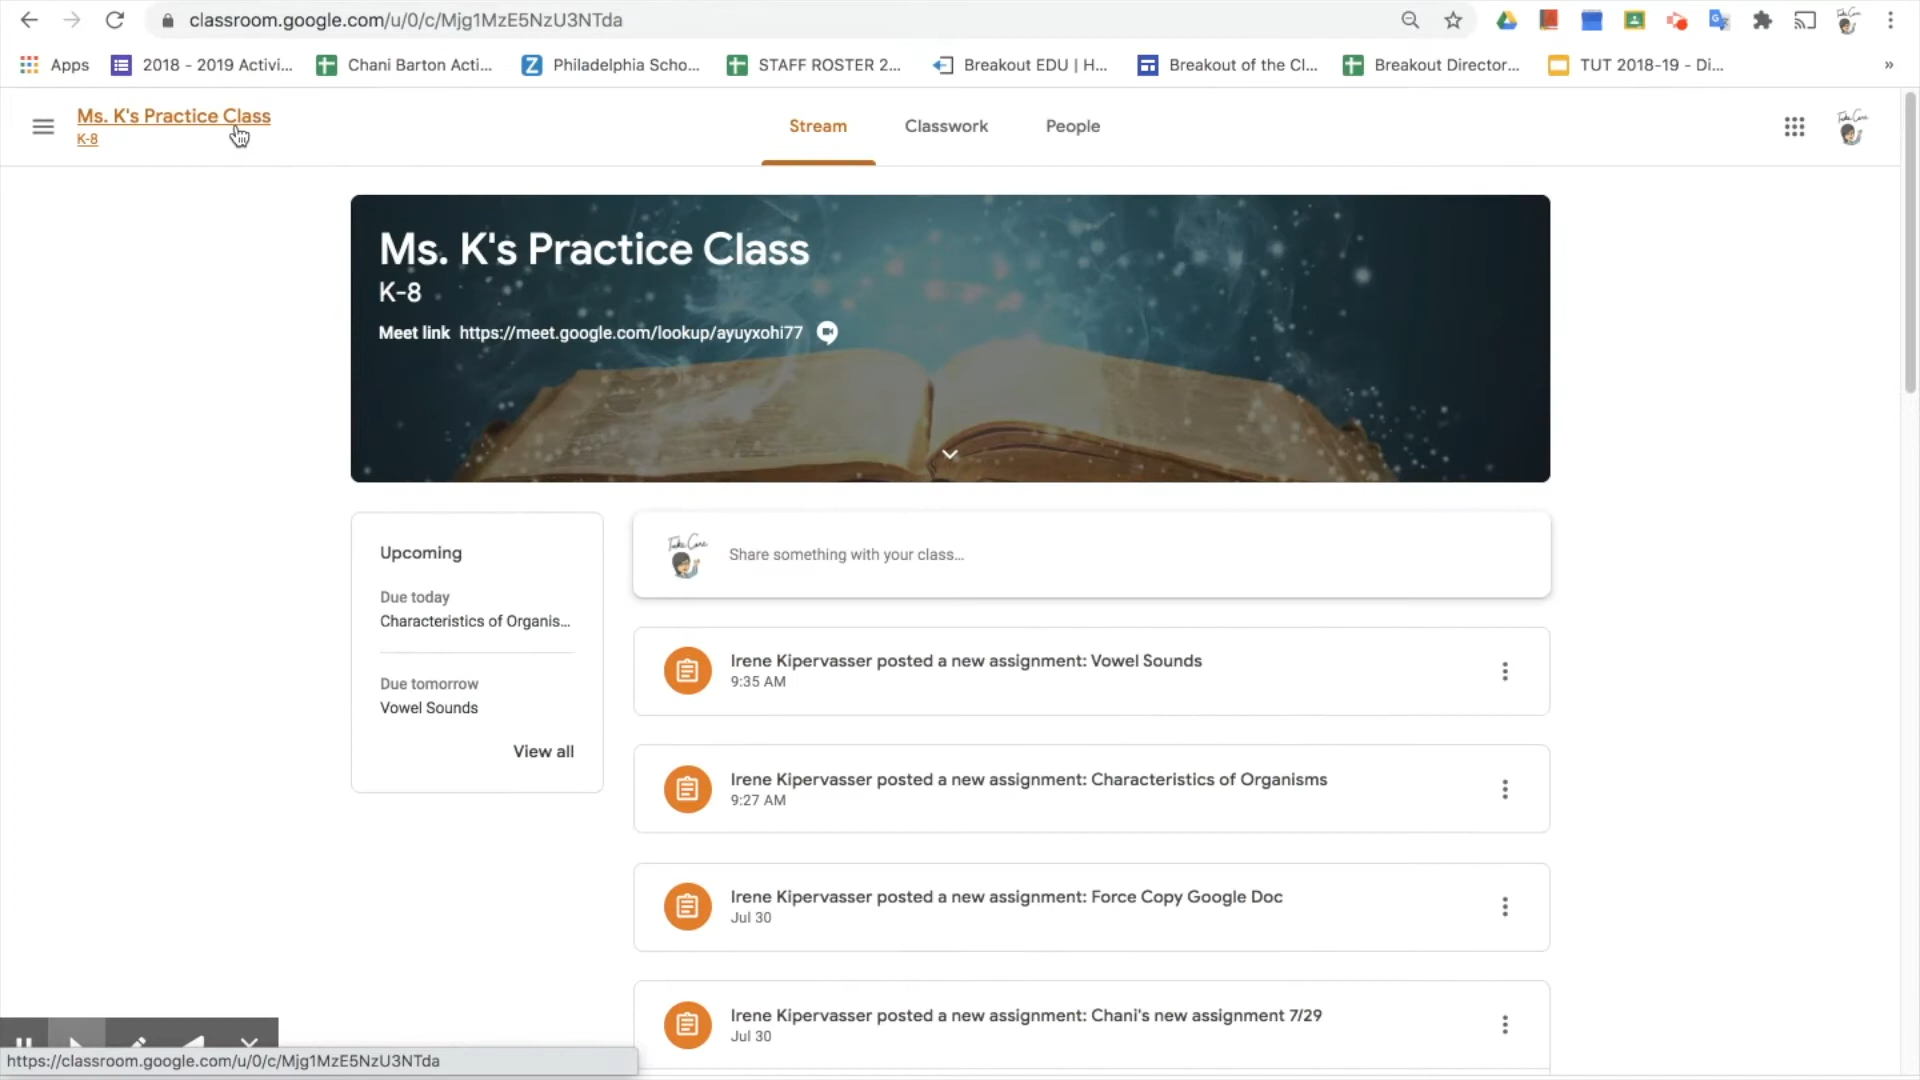 classroom.google.com/u/0/c/Mjg1MzE5NzU3NTda
Apps
2018 - 2019 Activi...
Chani Barton Acti...
Philadelphia Scho...
STAFF ROSTER 2...
Breakout EDU | H...
Breakout of the Cl...
Breakout Director...
TUT 2018-19 - Di...
»
Ms. K's Practice Class
K-8
Stream
Classwork
People
Take Care
Ms. K's Practice Class
K-8
Meet link https://meet.google.com/lookup/ayuyxohi77
Upcoming
Due today
Characteristics of Organis...
Due tomorrow
Vowel Sounds
View all
Take Care
Share something with your class...
Irene Kipervasser posted a new assignment: Vowel Sounds
9:35 AM
Irene Kipervasser posted a new assignment: Characteristics of Organisms
9:27 AM
Irene Kipervasser posted a new assignment: Force Copy Google Doc
Jul 30
Irene Kipervasser posted a new assignment: Chani's new assignment 7/29
Jul 30
https://classroom.google.com/u/0/c/Mjg1MzE5NzU3NTda